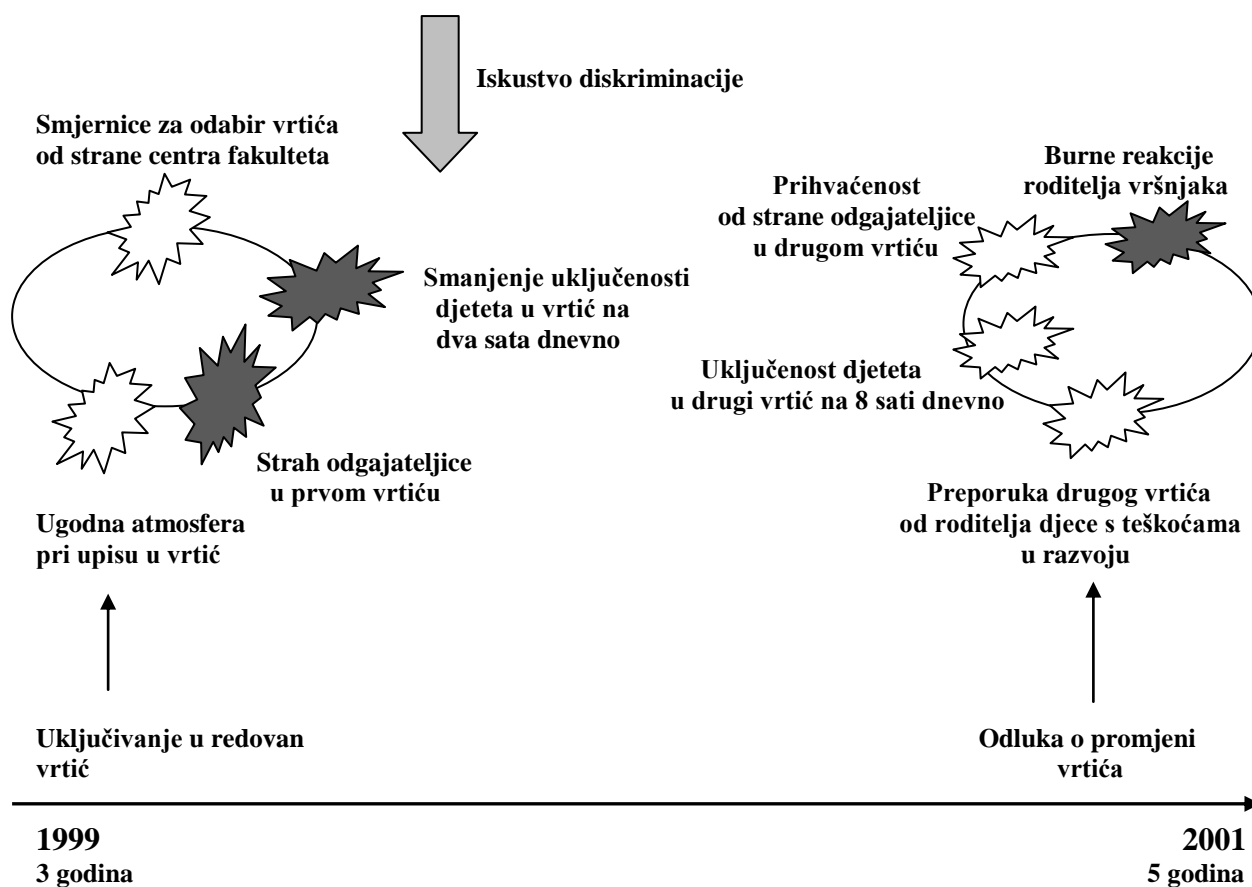 Iskustvo diskriminacije
Smjernice za odabir vrtića
od strane centra fakulteta
Burne reakcije
roditelja vršnjaka
Prihvaćenost
od strane odgajateljice
u drugom vrtiću
Smanjenje uključenosti
djeteta u vrtić na
dva sata dnevno
Uključenost djeteta
u drugi vrtić na 8 sati dnevno
Strah odgajateljice
u prvom vrtiću
Ugodna atmosfera
pri upisu u vrtić
Preporuka drugog vrtića
od roditelja djece s teškoćama
u razvoju
Uključivanje u redovan
vrtić
Odluka o promjeni
vrtića
1999
3 godina
2001
5 godina